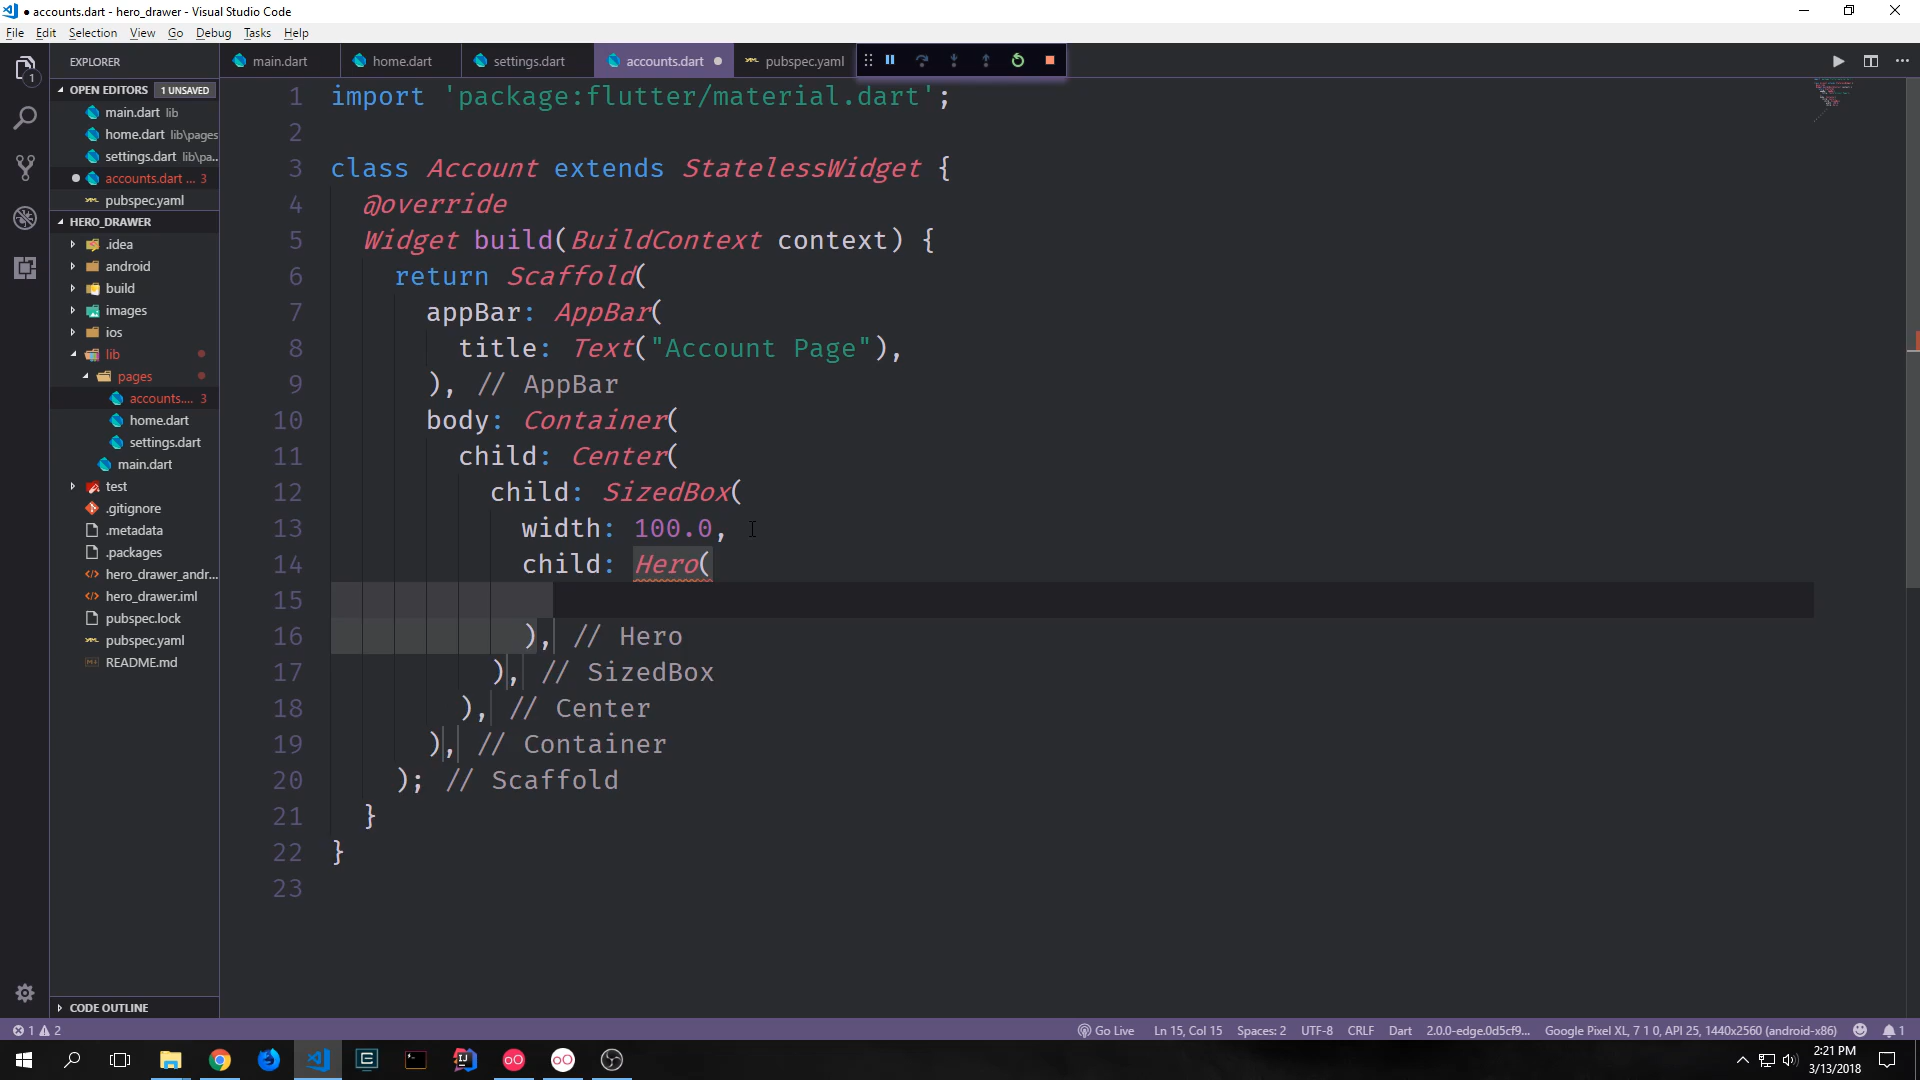 accounts.dart - hero_drawer - Visual Studio Code
File Edit Selection View Go Debug Tasks Help
EXPLORER
main.dart
home.dart
settings.dart
accounts.dart
pubspec.yaml
OPEN EDITORS 1 UNSAVED
main.dart lib
home.dart lib\pages
settings.dart lib\pa...
accounts.dart ... 3
pubspec.yaml
HERO_DRAWER
.idea
android
build
images
ios
lib
pages
accounts.... 3
home.dart
settings.dart
main.dart
test
.gitignore
.metadata
.packages
hero_drawer_andr...
hero_drawer.iml
pubspec.lock
pubspec.yaml
README.md
CODE OUTLINE
1 import 'package:flutter/material.dart';
2
3 class Account extends StatelessWidget {
4 @override
5 Widget build(BuildContext context) {
6 return Scaffold(
7 appBar: AppBar(
8 title: Text("Account Page"),
9 ), // AppBar
10 body: Container(
11 child: Center(
12 child: SizedBox(
13 width: 100.0,
14 child: Hero(
15
16 ), // Hero
17 ), // SizedBox
18 ), // Center
19 ), // Container
20 ); // Scaffold
21 }
22 }
23
1 2 Go Live Ln 15, Col 15 Spaces: 2 UTF-8 CRLF Dart 2.0.0-edge.0d5cf9... Google Pixel XL, 7 1 0, API 25, 1440x2560 (android-x86) 1
2:21 PM
3/13/2018